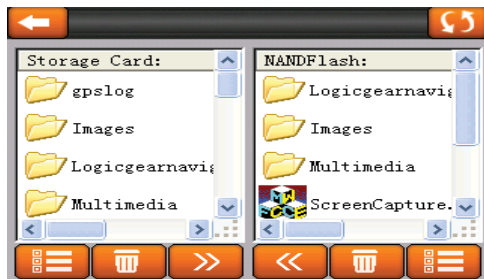 Storage Card:
gpslog
Images
Logicgearnavig
Multimedia
NANDFlash:
Logicgearnavig
Images
Multimedia
ScreenCapture.